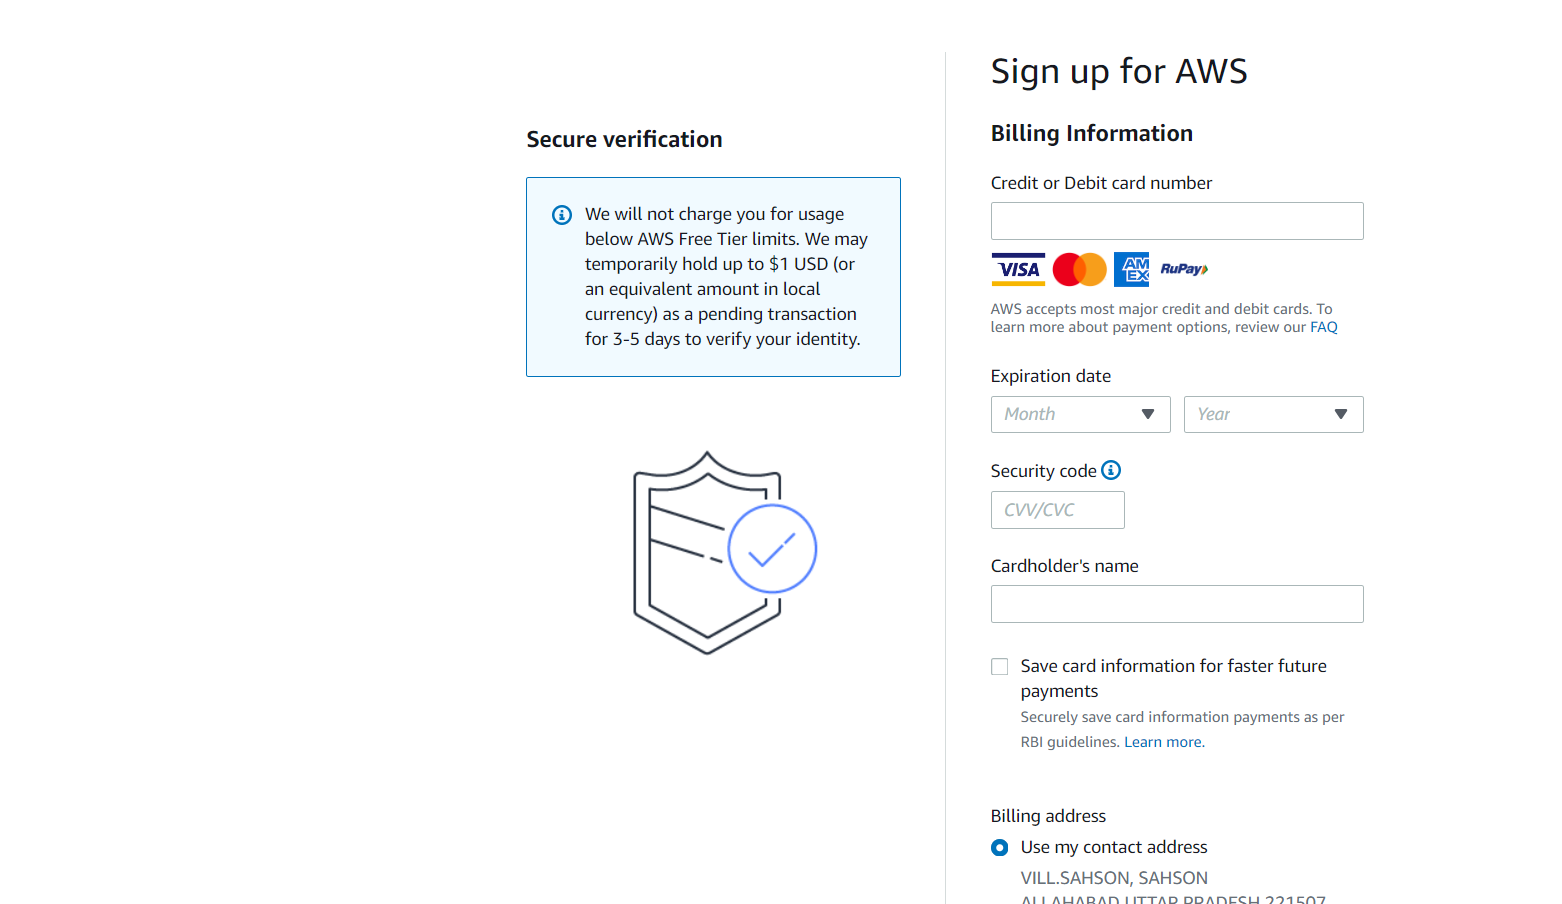 Sign up for AWS
Secure verification
We will not charge you for usage
below AWS Free Tier limits. We may
temporarily hold up to $1 USD (or
an equivalent amount in local
currency) as a pending transaction
for 3-5 days to verify your identity.
Billing Information
Credit or Debit card number
VISA AM EX RuPay
AWS accepts most major credit and debit cards. To
learn more about payment options, review our FAQ
Expiration date
Month Year
Security code
CVV/CVC
Cardholder's name
Save card information for faster future
payments
Securely save card information payments as per
RBI guidelines. Learn more.
Billing address
Use my contact address
VILL.SAHSON, SAHSON
ALLAHABAD UTTAR PRADESH 221507